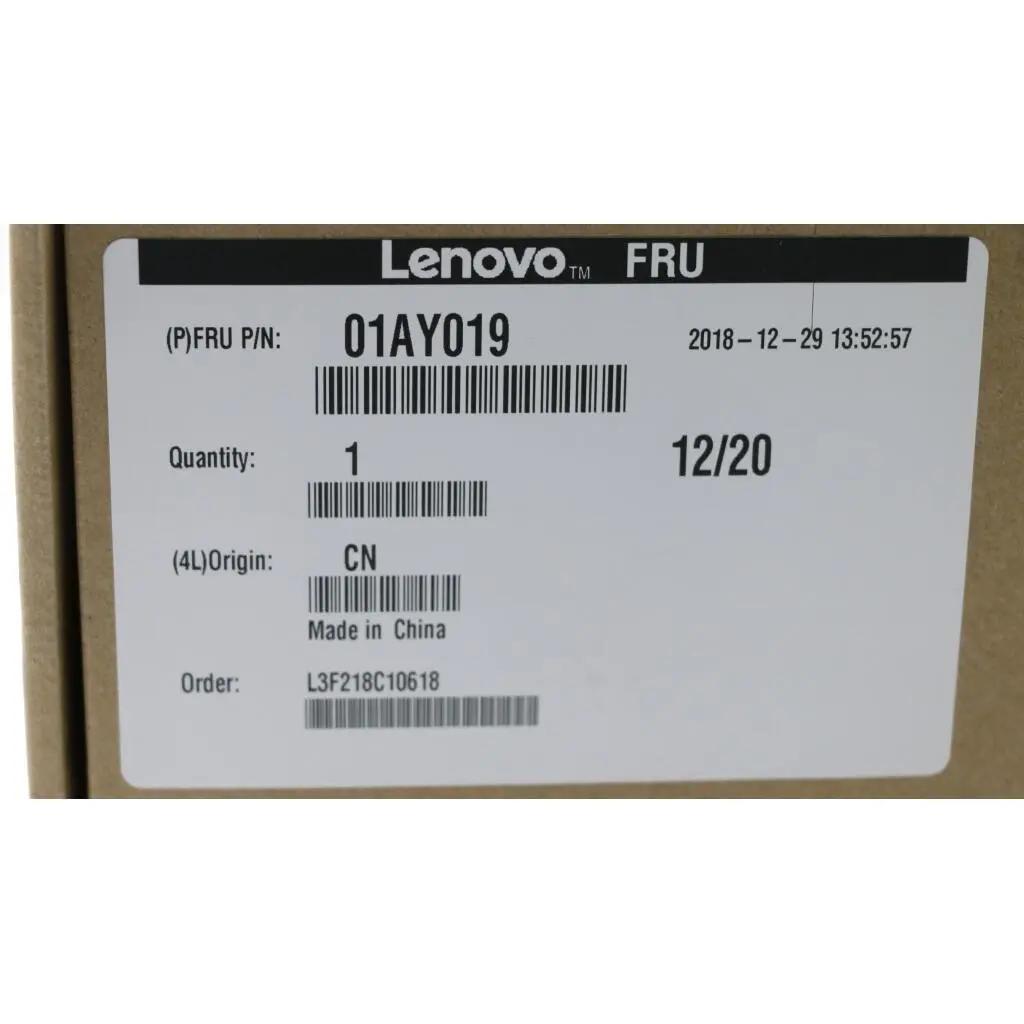 Lenovo™ FRU
(P)FRU P/N: 01AY019 2018-12-29 13:52:57
Quantity: 1 12/20
(4L)Origin: CN
Made in China
Order: L3F218C10618